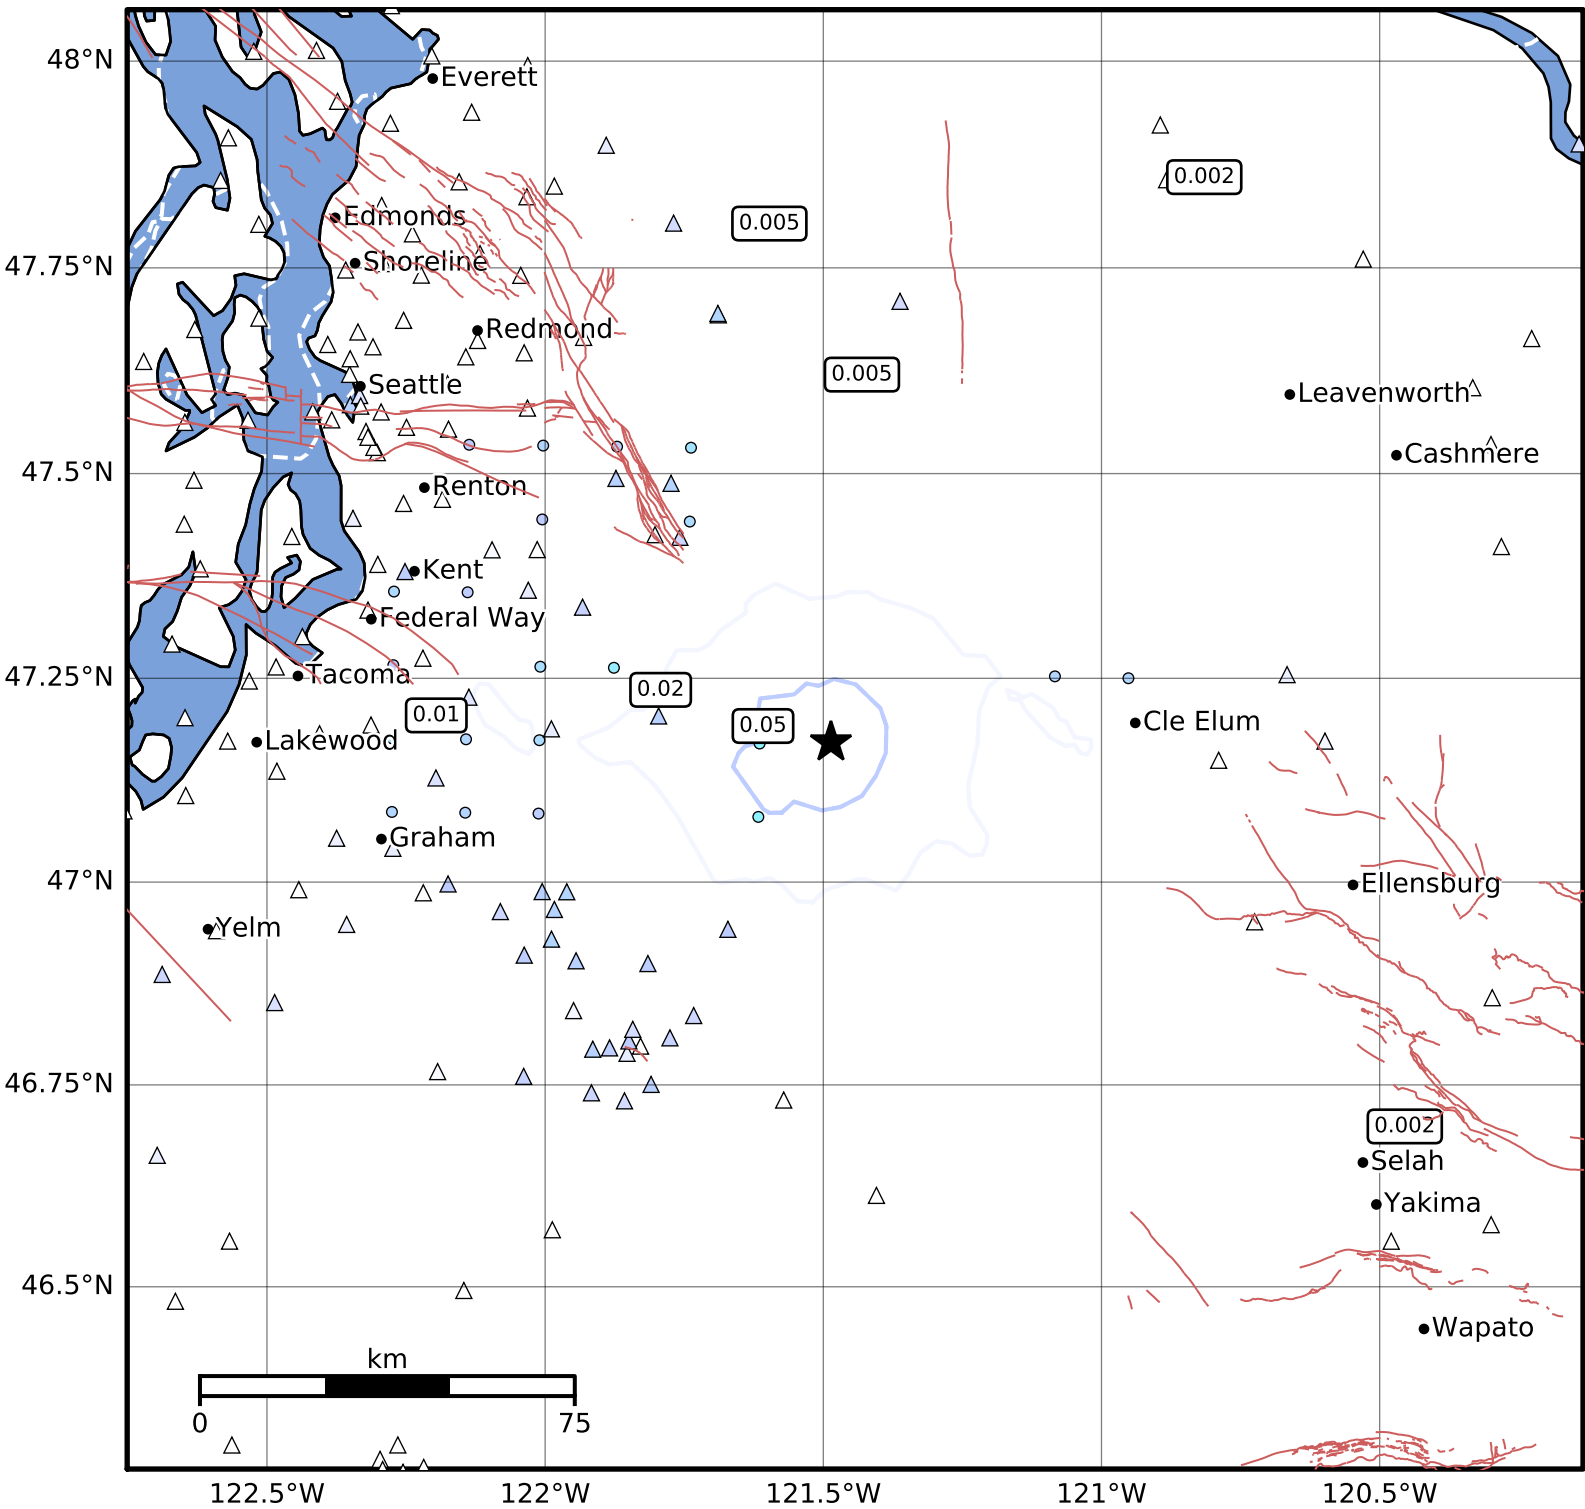 48°N
Everett
0.002
Edmonds
0.005
Shoreline
47.75°N
Redmond
0.005
Seattle
Leavenworth
Cashmere
47.5°N
Renton
Kent
Federal Way
47.25°N
Tacoma
0.02
0.01
0.05
Cle Elum
Lakewood
Graham
47°N
Ellensburg
Yelm
46.75°N
0.002
Selah
Yakima
46.5°N
Wapato
km
0
75
122.5°W
122°W
121.5°W
121°W
120.5°W